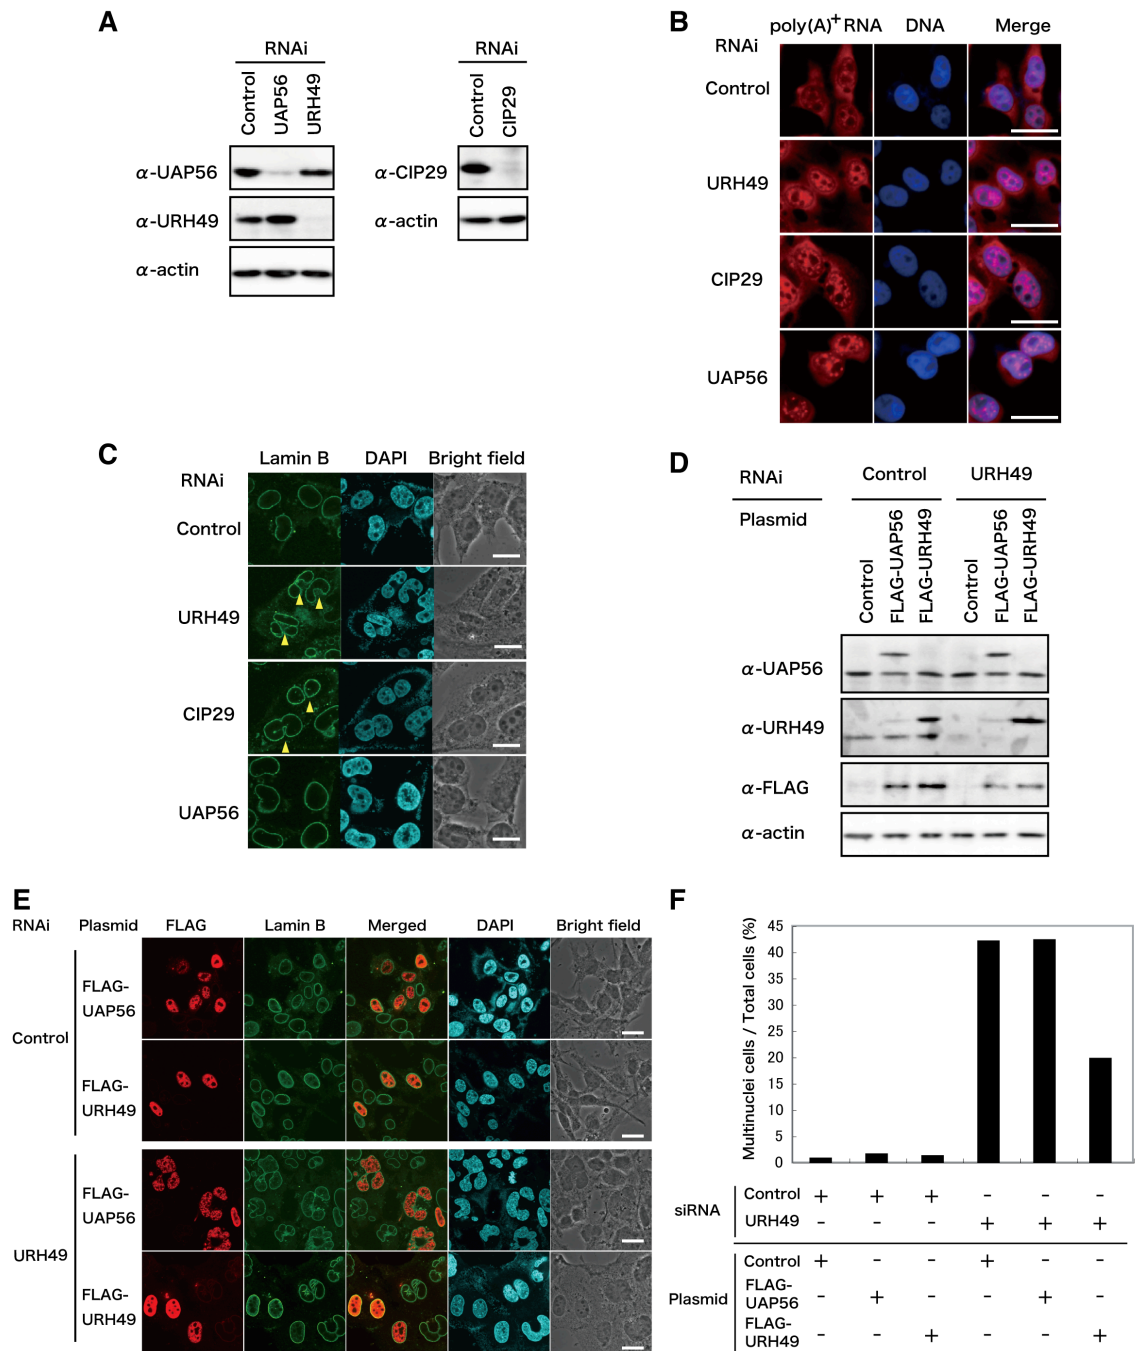 A
RNAi
Control
UAP56
URH49
α-UAP56
α-URH49
α-actin
RNAi
Control
CIP29
α-CIP29
α-actin
B
poly(A)+ RNA DNA Merge
RNAi
Control
URH49
CIP29
UAP56
C
Lamin B DAPI Bright field
RNAi
Control
URH49
CIP29
UAP56
D
RNAi Control URH49
Plasmid
Control
FLAG-UAP56
FLAG-URH49
Control
FLAG-UAP56
FLAG-URH49
α-UAP56
α-URH49
α-FLAG
α-actin
E
RNAi Plasmid FLAG Lamin B Merged DAPI Bright field
Control
FLAG-
UAP56
FLAG-
URH49
URH49
FLAG-
UAP56
FLAG-
URH49
F
Multinuclei cells / Total cells (%)
45
40
35
30
25
20
15
10
5
0
siRNA
Control + + + - - -
URH49 - - - + + +
Plasmid
Control + - - + - -
FLAG-
UAP56 - + - - + -
FLAG-
URH49 - - + - - +